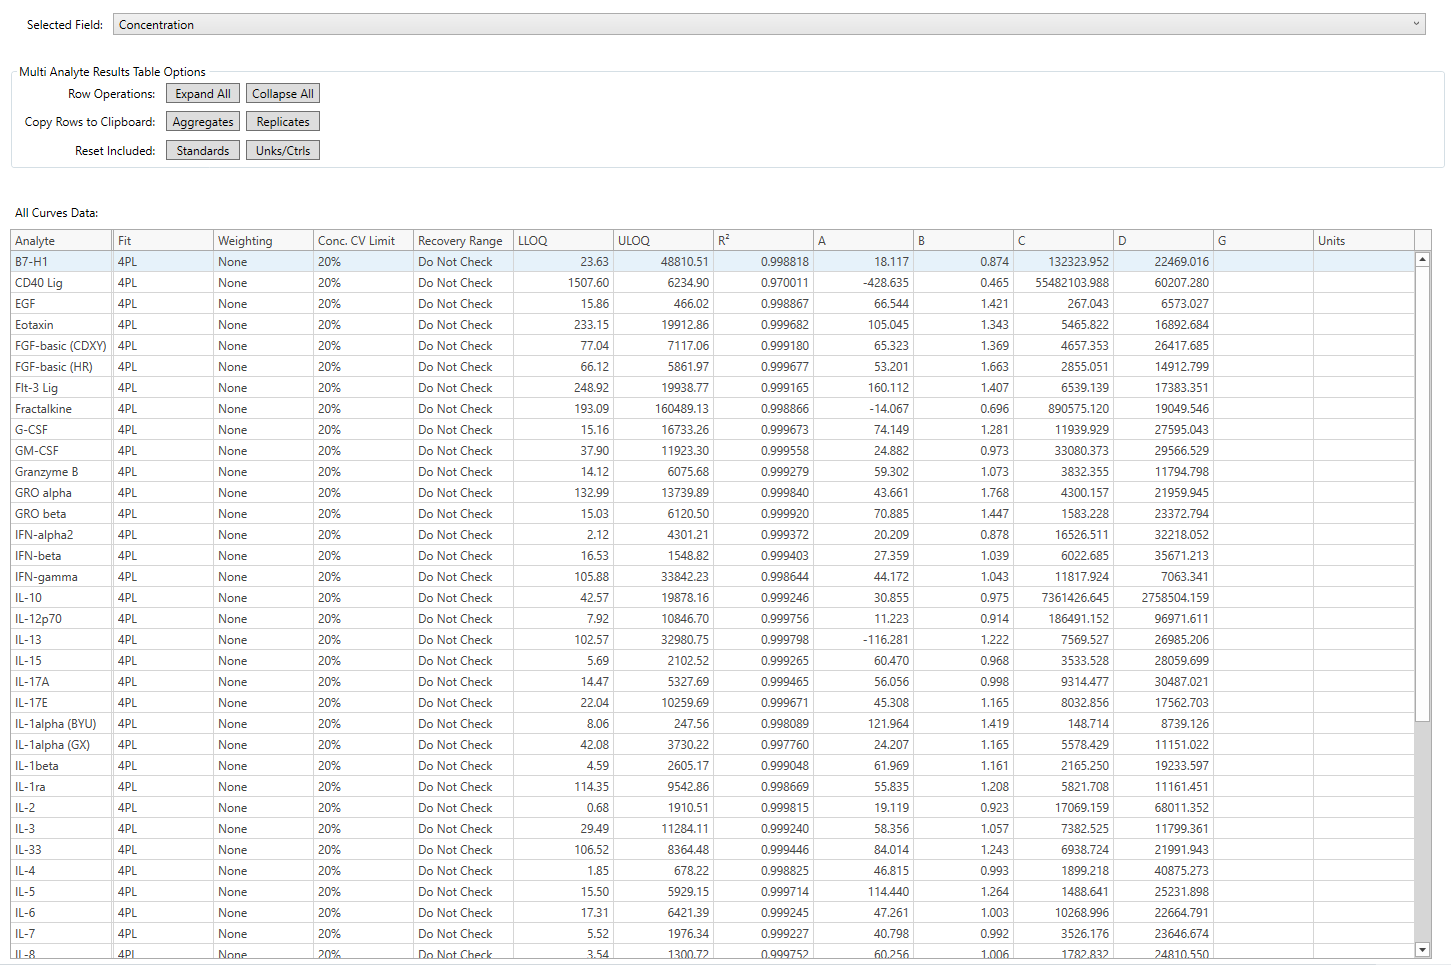 Selected Field: Concentration
Multi Analyte Results Table Options
Row Operations: Expand All Collapse All
Copy Rows to Clipboard: Aggregates Replicates
Reset Included: Standards Unks/Ctrls
All Curves Data:
Analyte Fit Weighting Conc. CV Limit Recovery Range LLOQ ULOQ R² A B C D G Units
B7-H1 4PL None 20% Do Not Check 23.63 48810.51 0.998818 18.117 0.874 132323.952 22469.016
CD40 Lig 4PL None 20% Do Not Check 1507.60 6234.90 0.970011 -428.635 0.465 55482103.988 60207.280
EGF 4PL None 20% Do Not Check 15.86 466.02 0.998867 66.544 1.421 267.043 6573.027
Eotaxin 4PL None 20% Do Not Check 233.15 19912.86 0.999682 105.045 1.343 5465.822 16892.684
FGF-basic (CDXY) 4PL None 20% Do Not Check 77.04 7117.06 0.999180 65.323 1.369 4657.353 26417.685
FGF-basic (HR) 4PL None 20% Do Not Check 66.12 5861.97 0.999677 53.201 1.663 2855.051 14912.799
Flt-3 Lig 4PL None 20% Do Not Check 248.92 19938.77 0.999165 160.112 1.407 6539.139 17383.351
Fractalkine 4PL None 20% Do Not Check 193.09 160489.13 0.998866 -14.067 0.696 890575.120 19049.546
G-CSF 4PL None 20% Do Not Check 15.16 16733.26 0.999673 74.149 1.281 11939.929 27595.043
GM-CSF 4PL None 20% Do Not Check 37.90 11923.30 0.999558 24.882 0.973 33080.373 29566.529
Granzyme B 4PL None 20% Do Not Check 14.12 6075.68 0.999279 59.302 1.073 3832.355 11794.798
GRO alpha 4PL None 20% Do Not Check 132.99 13739.89 0.999840 43.661 1.768 4300.157 21959.945
GRO beta 4PL None 20% Do Not Check 15.03 6120.50 0.999920 70.885 1.447 1583.228 23372.794
IFN-alpha2 4PL None 20% Do Not Check 2.12 4301.21 0.999372 20.209 0.878 16526.511 32218.052
IFN-beta 4PL None 20% Do Not Check 16.53 1548.82 0.999403 27.359 1.039 6022.685 35671.213
IFN-gamma 4PL None 20% Do Not Check 105.88 33842.23 0.998644 44.172 1.043 11817.924 7063.341
IL-10 4PL None 20% Do Not Check 42.57 19878.16 0.999246 30.855 0.975 7361426.645 2758504.159
IL-12p70 4PL None 20% Do Not Check 7.92 10846.70 0.999756 11.223 0.914 186491.152 96971.611
IL-13 4PL None 20% Do Not Check 102.57 32980.75 0.999798 -116.281 1.222 7569.527 26985.206
IL-15 4PL None 20% Do Not Check 5.69 2102.52 0.999265 60.470 0.968 3533.528 28059.699
IL-17A 4PL None 20% Do Not Check 14.47 5327.69 0.999465 56.056 0.998 9314.477 30487.021
IL-17E 4PL None 20% Do Not Check 22.04 10259.69 0.999671 45.308 1.165 8032.856 17562.703
IL-1alpha (BYU) 4PL None 20% Do Not Check 8.06 247.56 0.998089 121.964 1.419 148.714 8739.126
IL-1alpha (GX) 4PL None 20% Do Not Check 42.08 3730.22 0.997760 24.207 1.165 5578.429 11151.022
IL-1beta 4PL None 20% Do Not Check 4.59 2605.17 0.999048 61.969 1.161 2165.250 19233.597
IL-1ra 4PL None 20% Do Not Check 114.35 9542.86 0.998669 55.835 1.208 5821.708 11161.451
IL-2 4PL None 20% Do Not Check 0.68 1910.51 0.999815 19.119 0.923 17069.159 68011.352
IL-3 4PL None 20% Do Not Check 29.49 11284.11 0.999240 58.356 1.057 7382.525 11799.361
IL-33 4PL None 20% Do Not Check 106.52 8364.48 0.999446 84.014 1.243 6938.724 21991.943
IL-4 4PL None 20% Do Not Check 1.85 678.22 0.998825 46.815 0.993 1899.218 40875.273
IL-5 4PL None 20% Do Not Check 15.50 5929.15 0.999714 114.440 1.264 1488.641 25231.898
IL-6 4PL None 20% Do Not Check 17.31 6421.39 0.999245 47.261 1.003 10268.996 22664.791
IL-7 4PL None 20% Do Not Check 5.52 1976.34 0.999227 40.798 0.992 3526.176 23646.674
IL-8 4PL None 20% Do Not Check 3.54 1300.72 0.999752 60.256 1.006 1782.832 24810.550